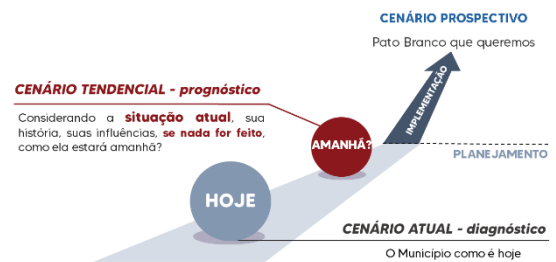 CENÁRIO PROSPECTIVO
Pato Branco que queremos
CENÁRIO TENDENCIAL - prognóstico
Considerando a situação atual, sua
história, suas influências, se nada for feito,
como ela estará amanhã?
IMPLEMENTAÇÃO
AMANHÃ?
PLANEJAMENTO
HOJE
CENÁRIO ATUAL - diagnóstico
O Município como é hoje